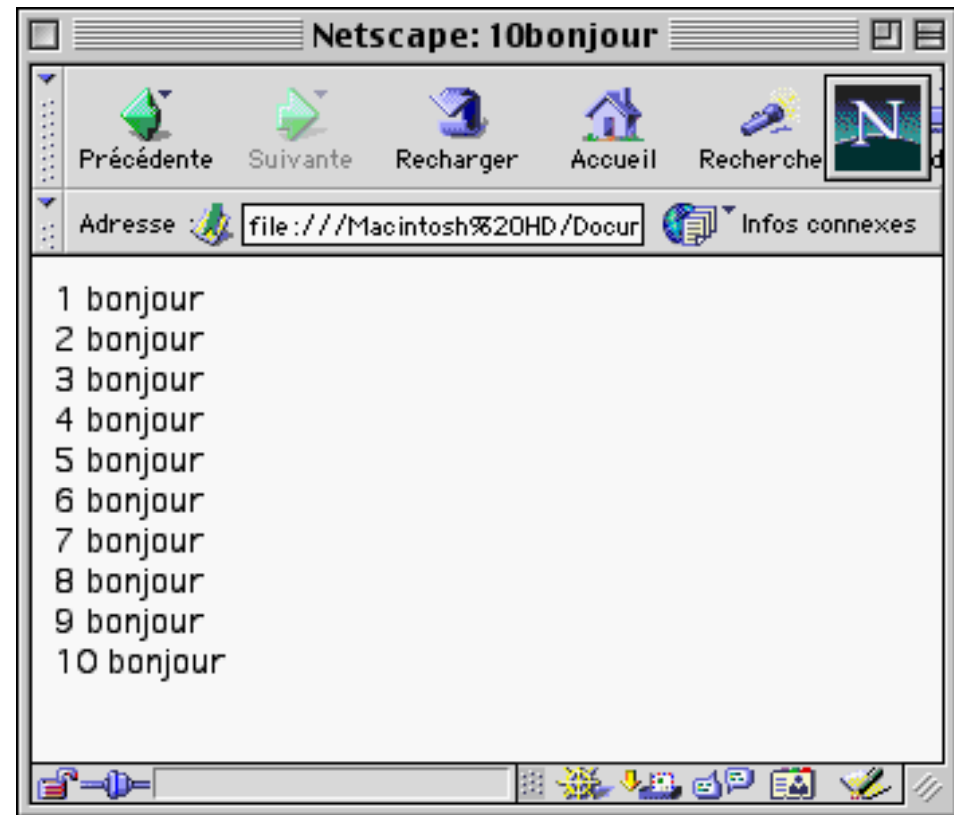 Netscape: 10bonjour
Précédente Suivante Recharger Accueil Recherche N d
Adresse file:///Macintosh%20HD/Docur Infos connexes
1 bonjour
2 bonjour
3 bonjour
4 bonjour
5 bonjour
6 bonjour
7 bonjour
8 bonjour
9 bonjour
10 bonjour